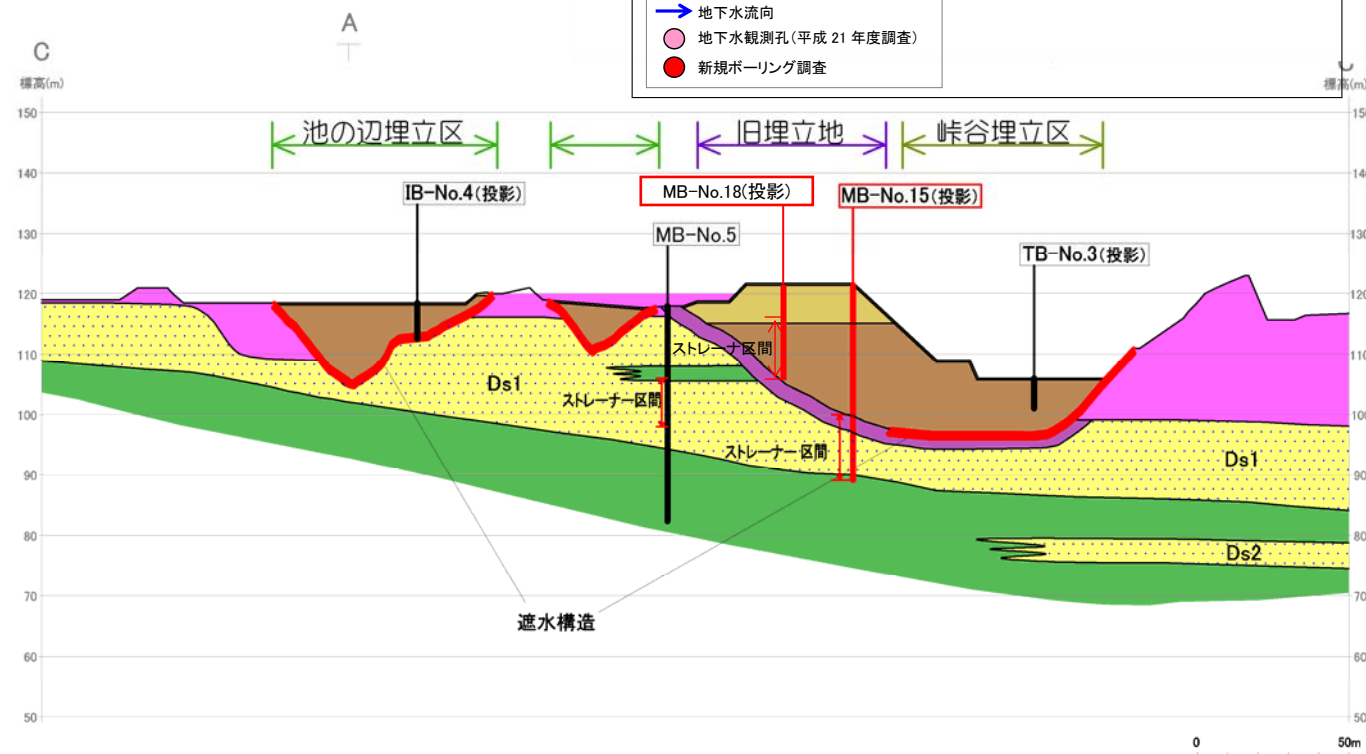 地下水流向
地下水観測孔(平成 21 年度調査)
新規ボーリング調査
A
C
標高(m)
標高(m)
150
140
130
120
110
100
90
80
70
60
50
池の辺埋立区
旧埋立地
峠谷埋立区
IB-No.4(投影)
MB-No.18(投影)
MB-No.15(投影)
MB-No.5
TB-No.3(投影)
ストレーナ区間
ストレーナー区間
ストレーナー区間
Ds1
Ds1
Ds2
遮水構造
0
50m